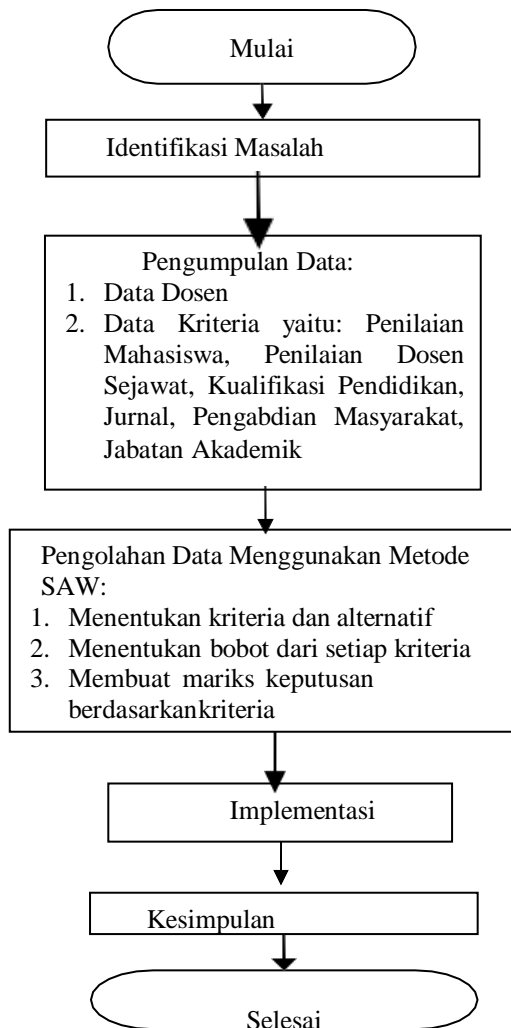 Mulai
Identifikasi Masalah
Pengumpulan Data:
1. Data Dosen
2. Data Kriteria yaitu: Penilaian
Mahasiswa, Penilaian Dosen
Sejawat, Kualifikasi Pendidikan,
Jurnal, Pengabdian Masyarakat,
Jabatan Akademik
Pengolahan Data Menggunakan Metode
SAW:
1. Menentukan kriteria dan alternatif
2. Menentukan bobot dari setiap kriteria
3. Membuat mariks keputusan
berdasarkankriteria
Implementasi
Kesimpulan
Selesai